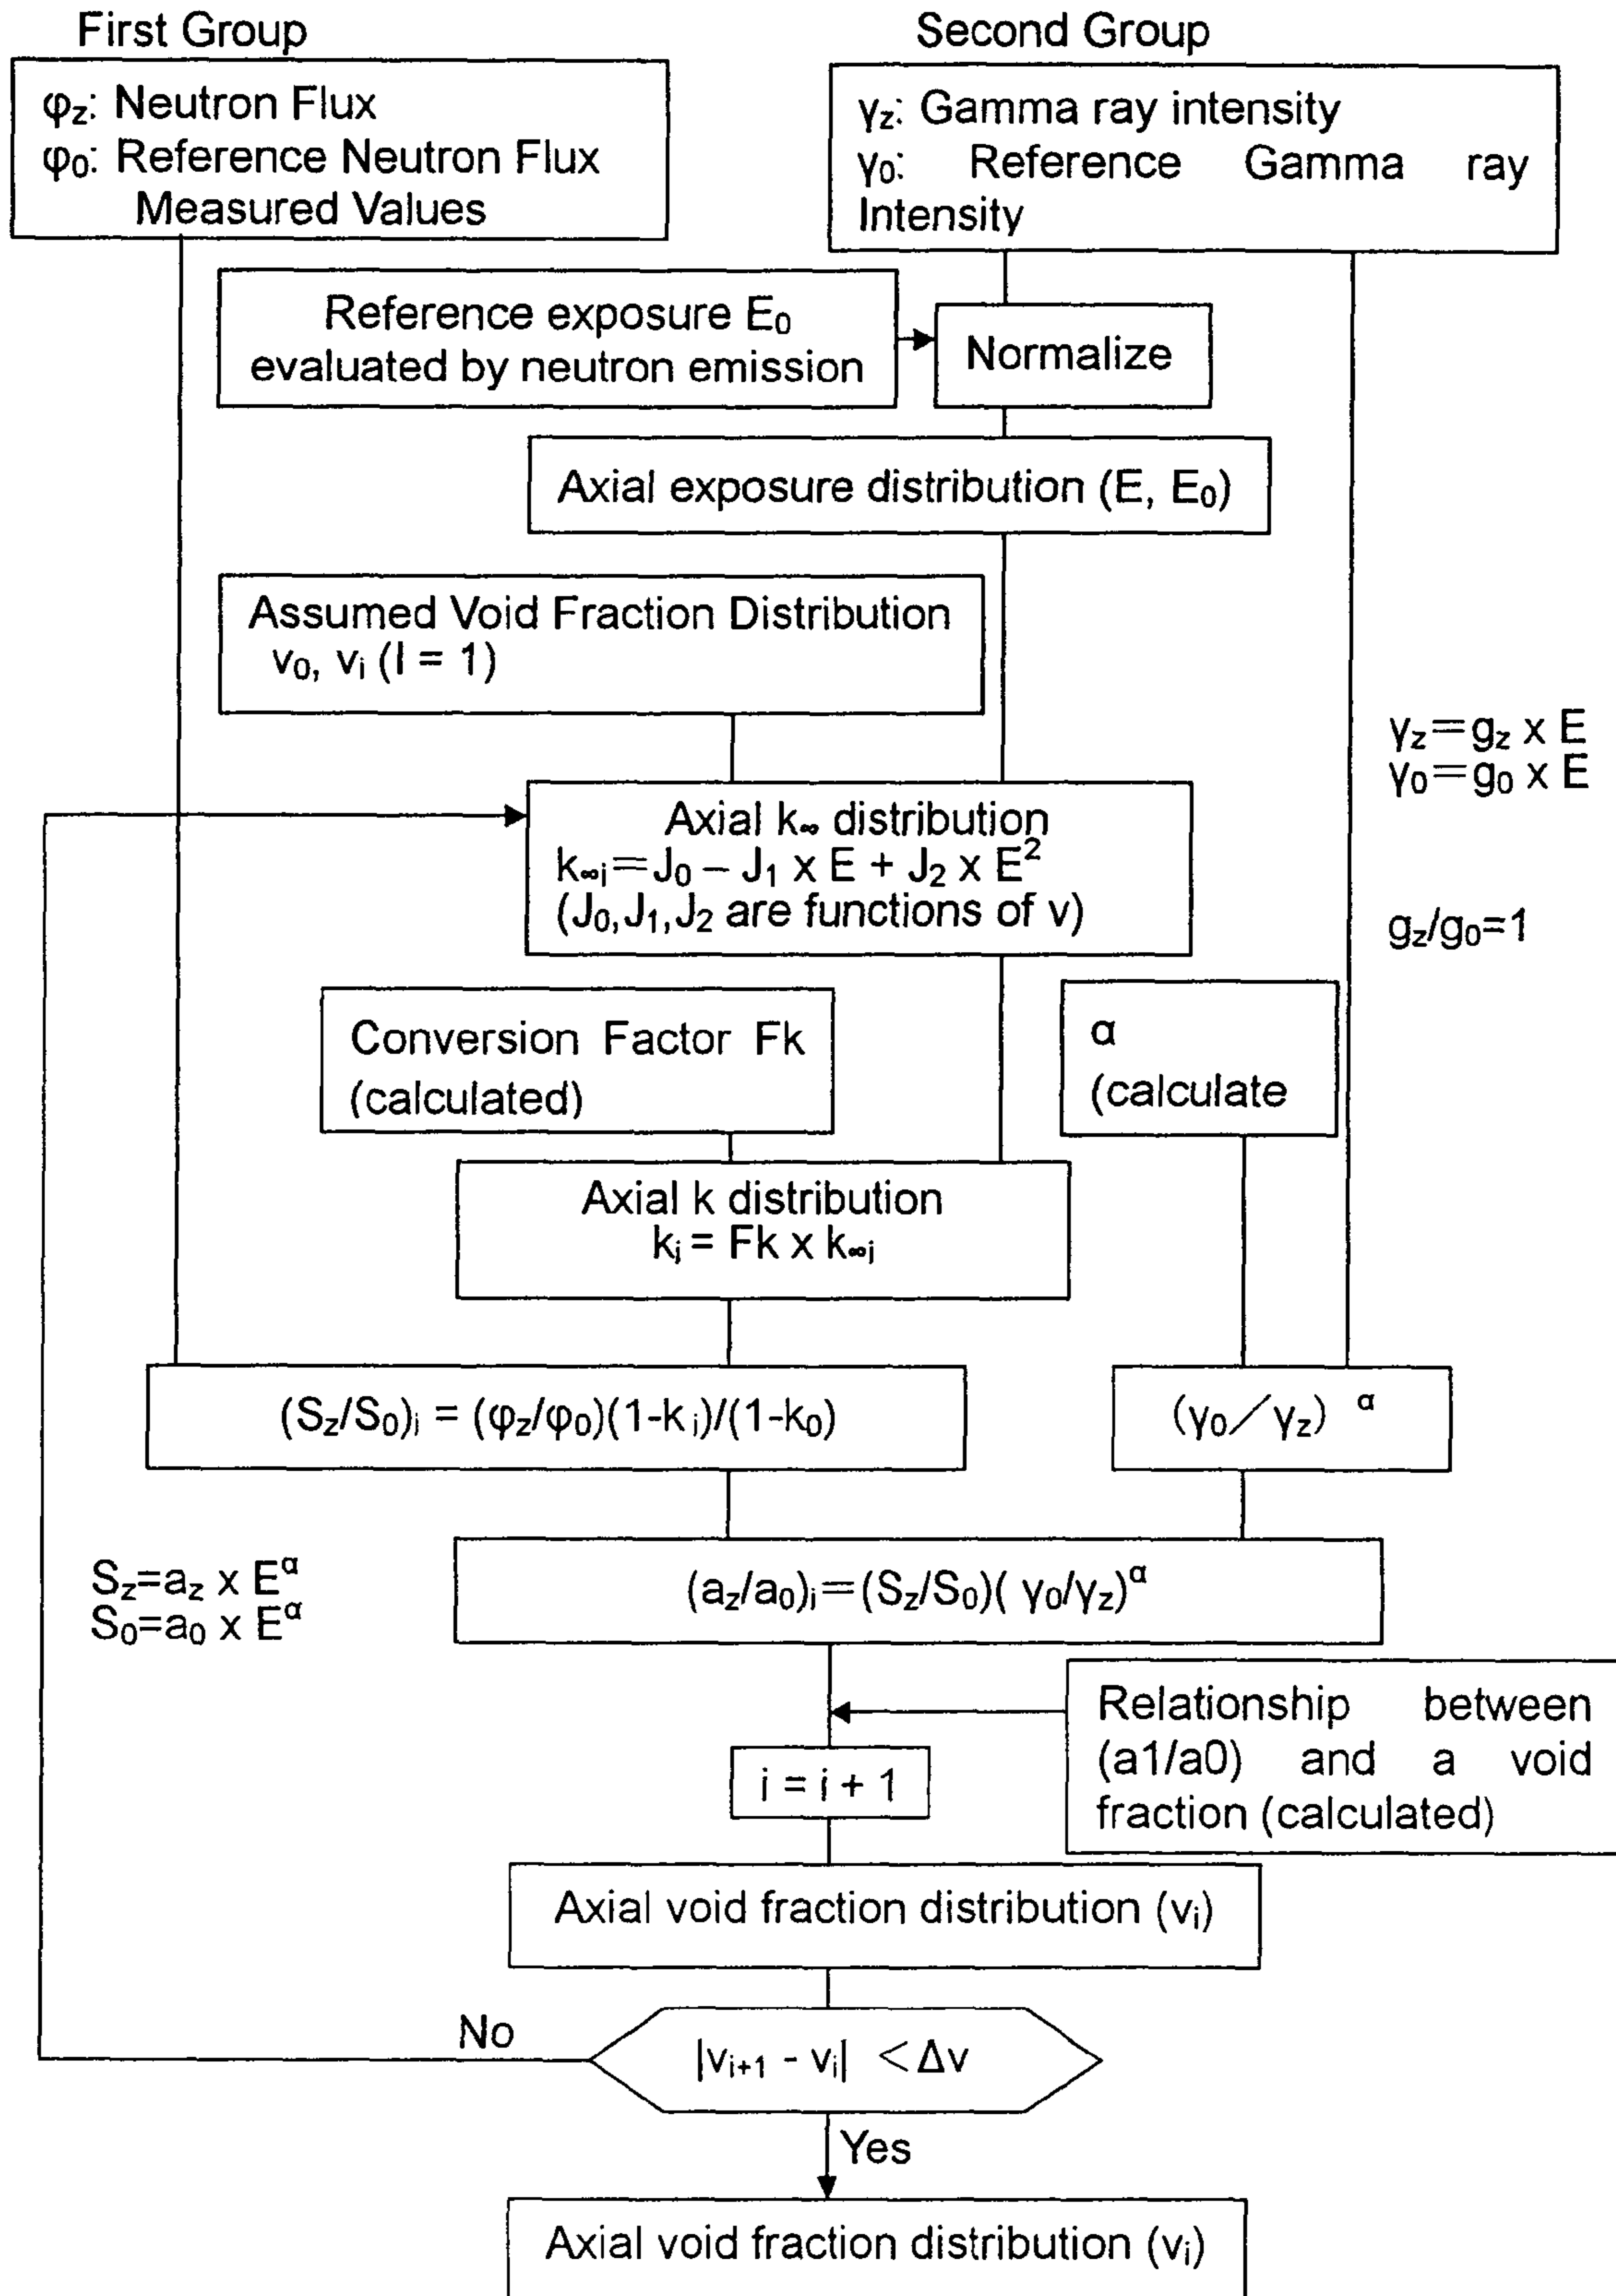 First Group
φz: Neutron Flux
φ0: Reference Neutron Flux
Measured Values
Second Group
γz: Gamma ray intensity
γ0: Reference Gamma ray
Intensity
Reference exposure E0
evaluated by neutron emission
Normalize
Axial exposure distribution (E, E0)
Assumed Void Fraction Distribution
v0, vi (I = 1)
γz=gz x E
γ0=g0 x E
Axial k∞ distribution
k∞i=J0 – J1 x E + J2 x E²
(J0,J1,J2 are functions of v)
gz/g0=1
Conversion Factor Fk
(calculated)
α
(calculate
Axial k distribution
ki = Fk x k∞i
(Sz/S0)i = (φz/φ0)(1-ki)/(1-k0)
(γ0/γz) α
Sz=az x Eα
S0=a0 x Eα
(az/a0)i=(Sz/S0)( γ0/γz)α
Relationship between
(a1/a0) and a void
fraction (calculated)
i = i + 1
Axial void fraction distribution (vi)
No
|vi+1 - vi| <Δv
Yes
Axial void fraction distribution (vi)